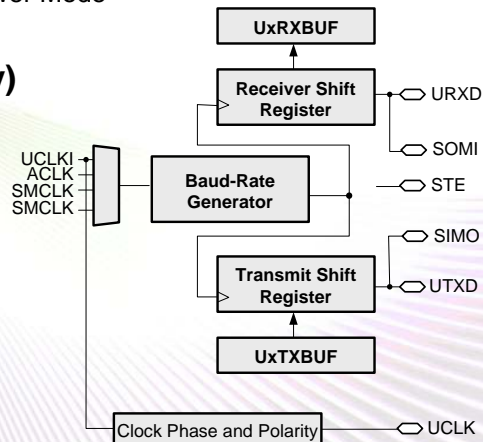 UxRXBUF
y)
Receiver Shift
Register
URXD
SOMI
UCLKI
ACLK
SMCLK
SMCLK
Baud-Rate
Generator
STE
SIMO
Transmit Shift
Register
UTXD
UxTXBUF
Clock Phase and Polarity
UCLK